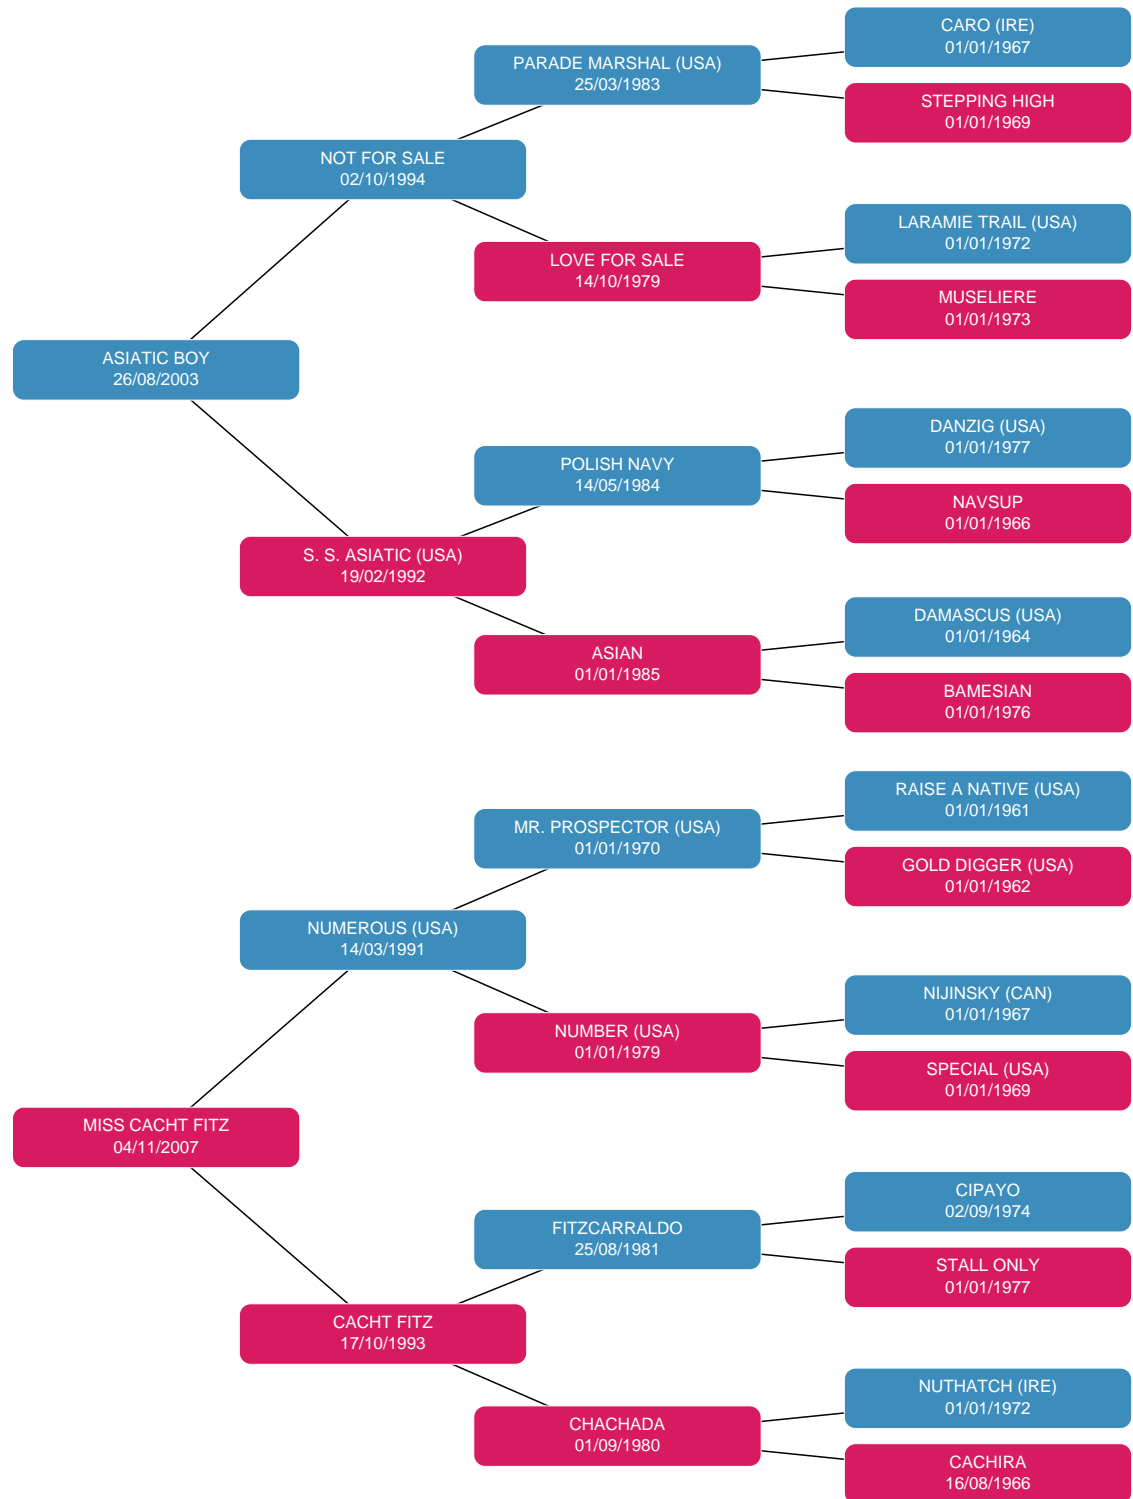 CARO (IRE)
01/01/1967
PARADE MARSHAL (USA)
25/03/1983
STEPPING HIGH
01/01/1969
NOT FOR SALE
02/10/1994
LARAMIE TRAIL (USA)
01/01/1972
LOVE FOR SALE
14/10/1979
MUSELIERE
01/01/1973
ASIATIC BOY
26/08/2003
DANZIG (USA)
01/01/1977
POLISH NAVY
14/05/1984
NAVSUP
01/01/1966
S. S. ASIATIC (USA)
19/02/1992
DAMASCUS (USA)
01/01/1964
ASIAN
01/01/1985
BAMESIAN
01/01/1976
RAISE A NATIVE (USA)
01/01/1961
MR. PROSPECTOR (USA)
01/01/1970
GOLD DIGGER (USA)
01/01/1962
NUMEROUS (USA)
14/03/1991
NIJINSKY (CAN)
01/01/1967
NUMBER (USA)
01/01/1979
SPECIAL (USA)
01/01/1969
MISS CACHT FITZ
04/11/2007
CIPAYO
02/09/1974
FITZCARRALDO
25/08/1981
STALL ONLY
01/01/1977
CACHT FITZ
17/10/1993
NUTHATCH (IRE)
01/01/1972
CHACHADA
01/09/1980
CACHIRA
16/08/1966